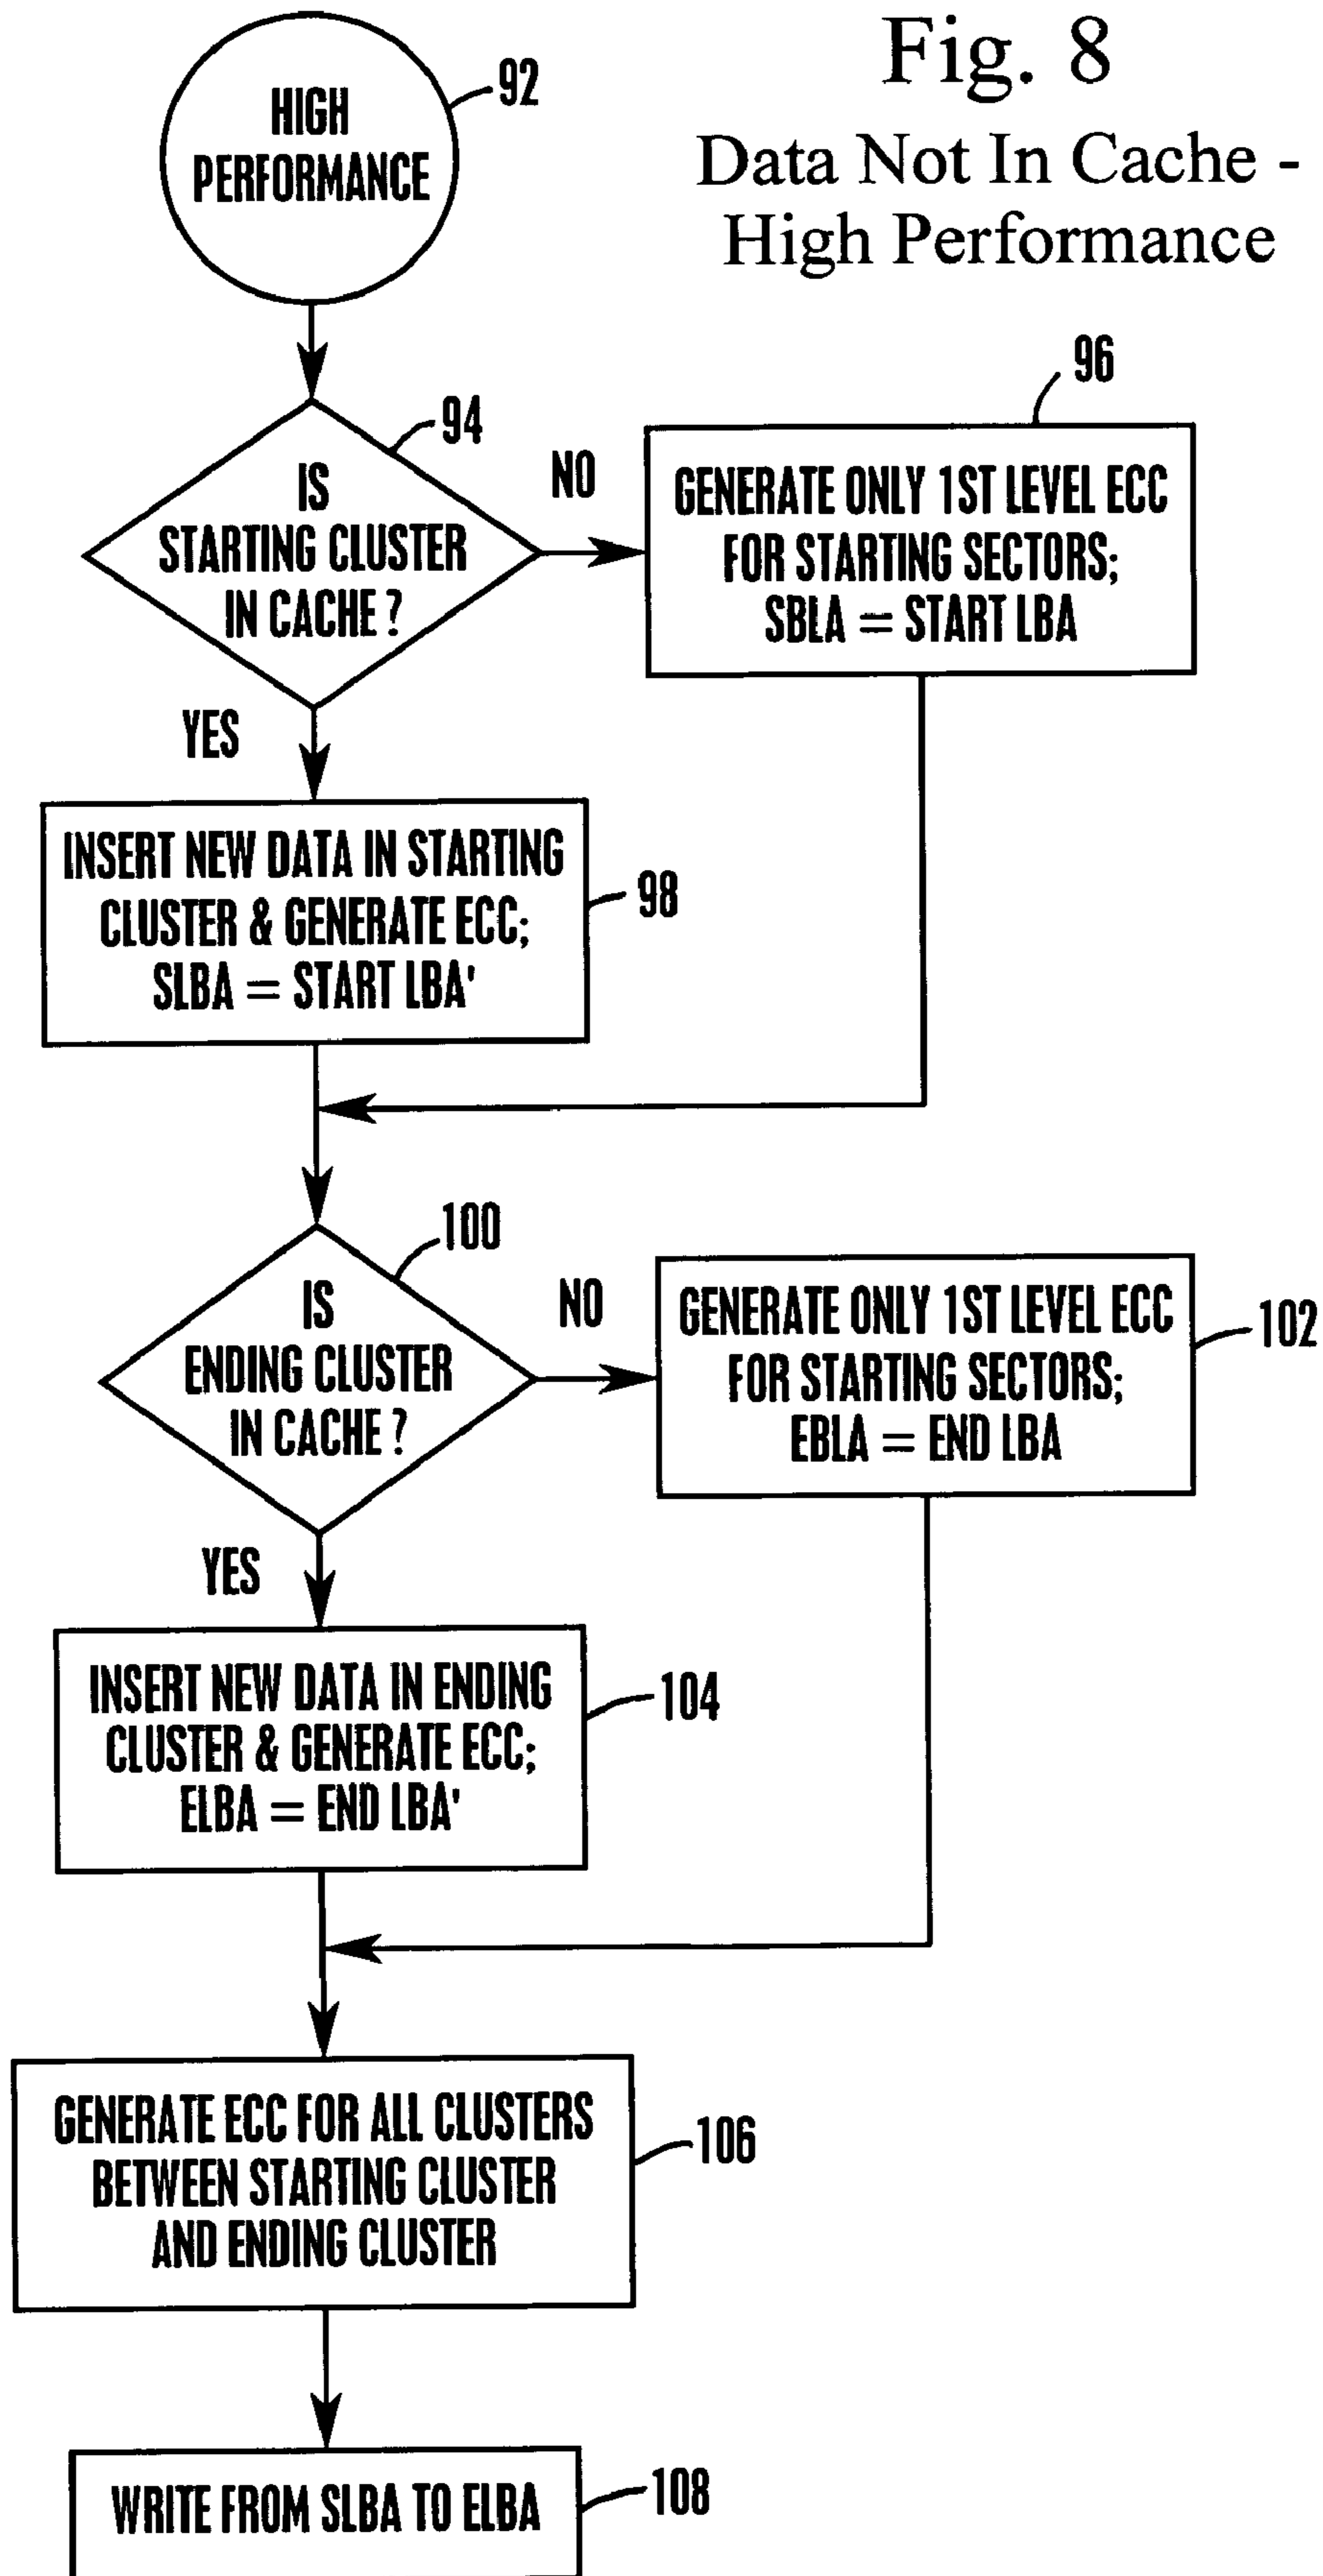 Fig. 8
Data Not In Cache -
High Performance
HIGH
PERFORMANCE
92
94
IS
STARTING CLUSTER
IN CACHE ?
NO
96
GENERATE ONLY 1ST LEVEL ECC
FOR STARTING SECTORS;
SBLA = START LBA
YES
INSERT NEW DATA IN STARTING
CLUSTER & GENERATE ECC;
SLBA = START LBA'
98
100
IS
ENDING CLUSTER
IN CACHE ?
NO
GENERATE ONLY 1ST LEVEL ECC
FOR STARTING SECTORS;
EBLA = END LBA
102
YES
INSERT NEW DATA IN ENDING
CLUSTER & GENERATE ECC;
ELBA = END LBA'
104
GENERATE ECC FOR ALL CLUSTERS
BETWEEN STARTING CLUSTER
AND ENDING CLUSTER
106
WRITE FROM SLBA TO ELBA
108